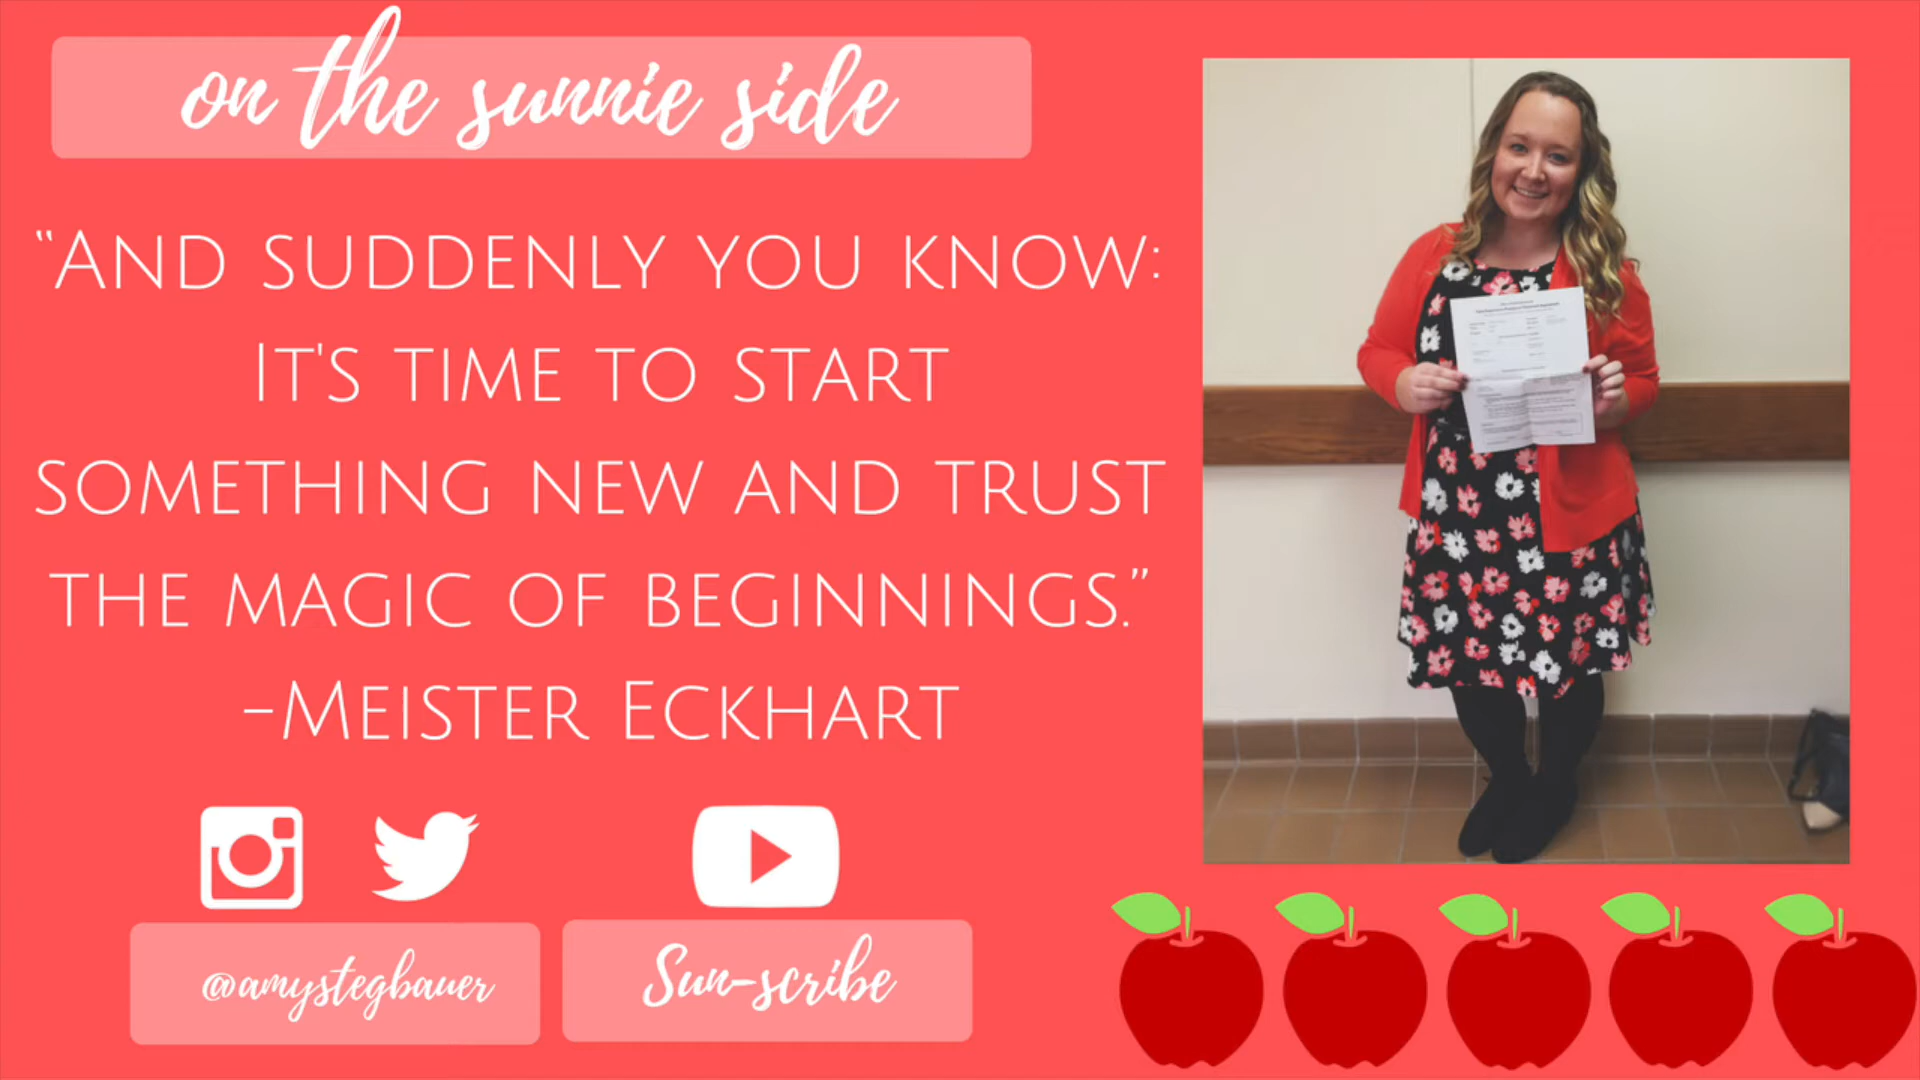 on the sunnie side
“And suddenly you know:
It's time to start
something new and trust
the magic of beginnings.”
-Meister Eckhart
@amystegbauer
Sun-scribe